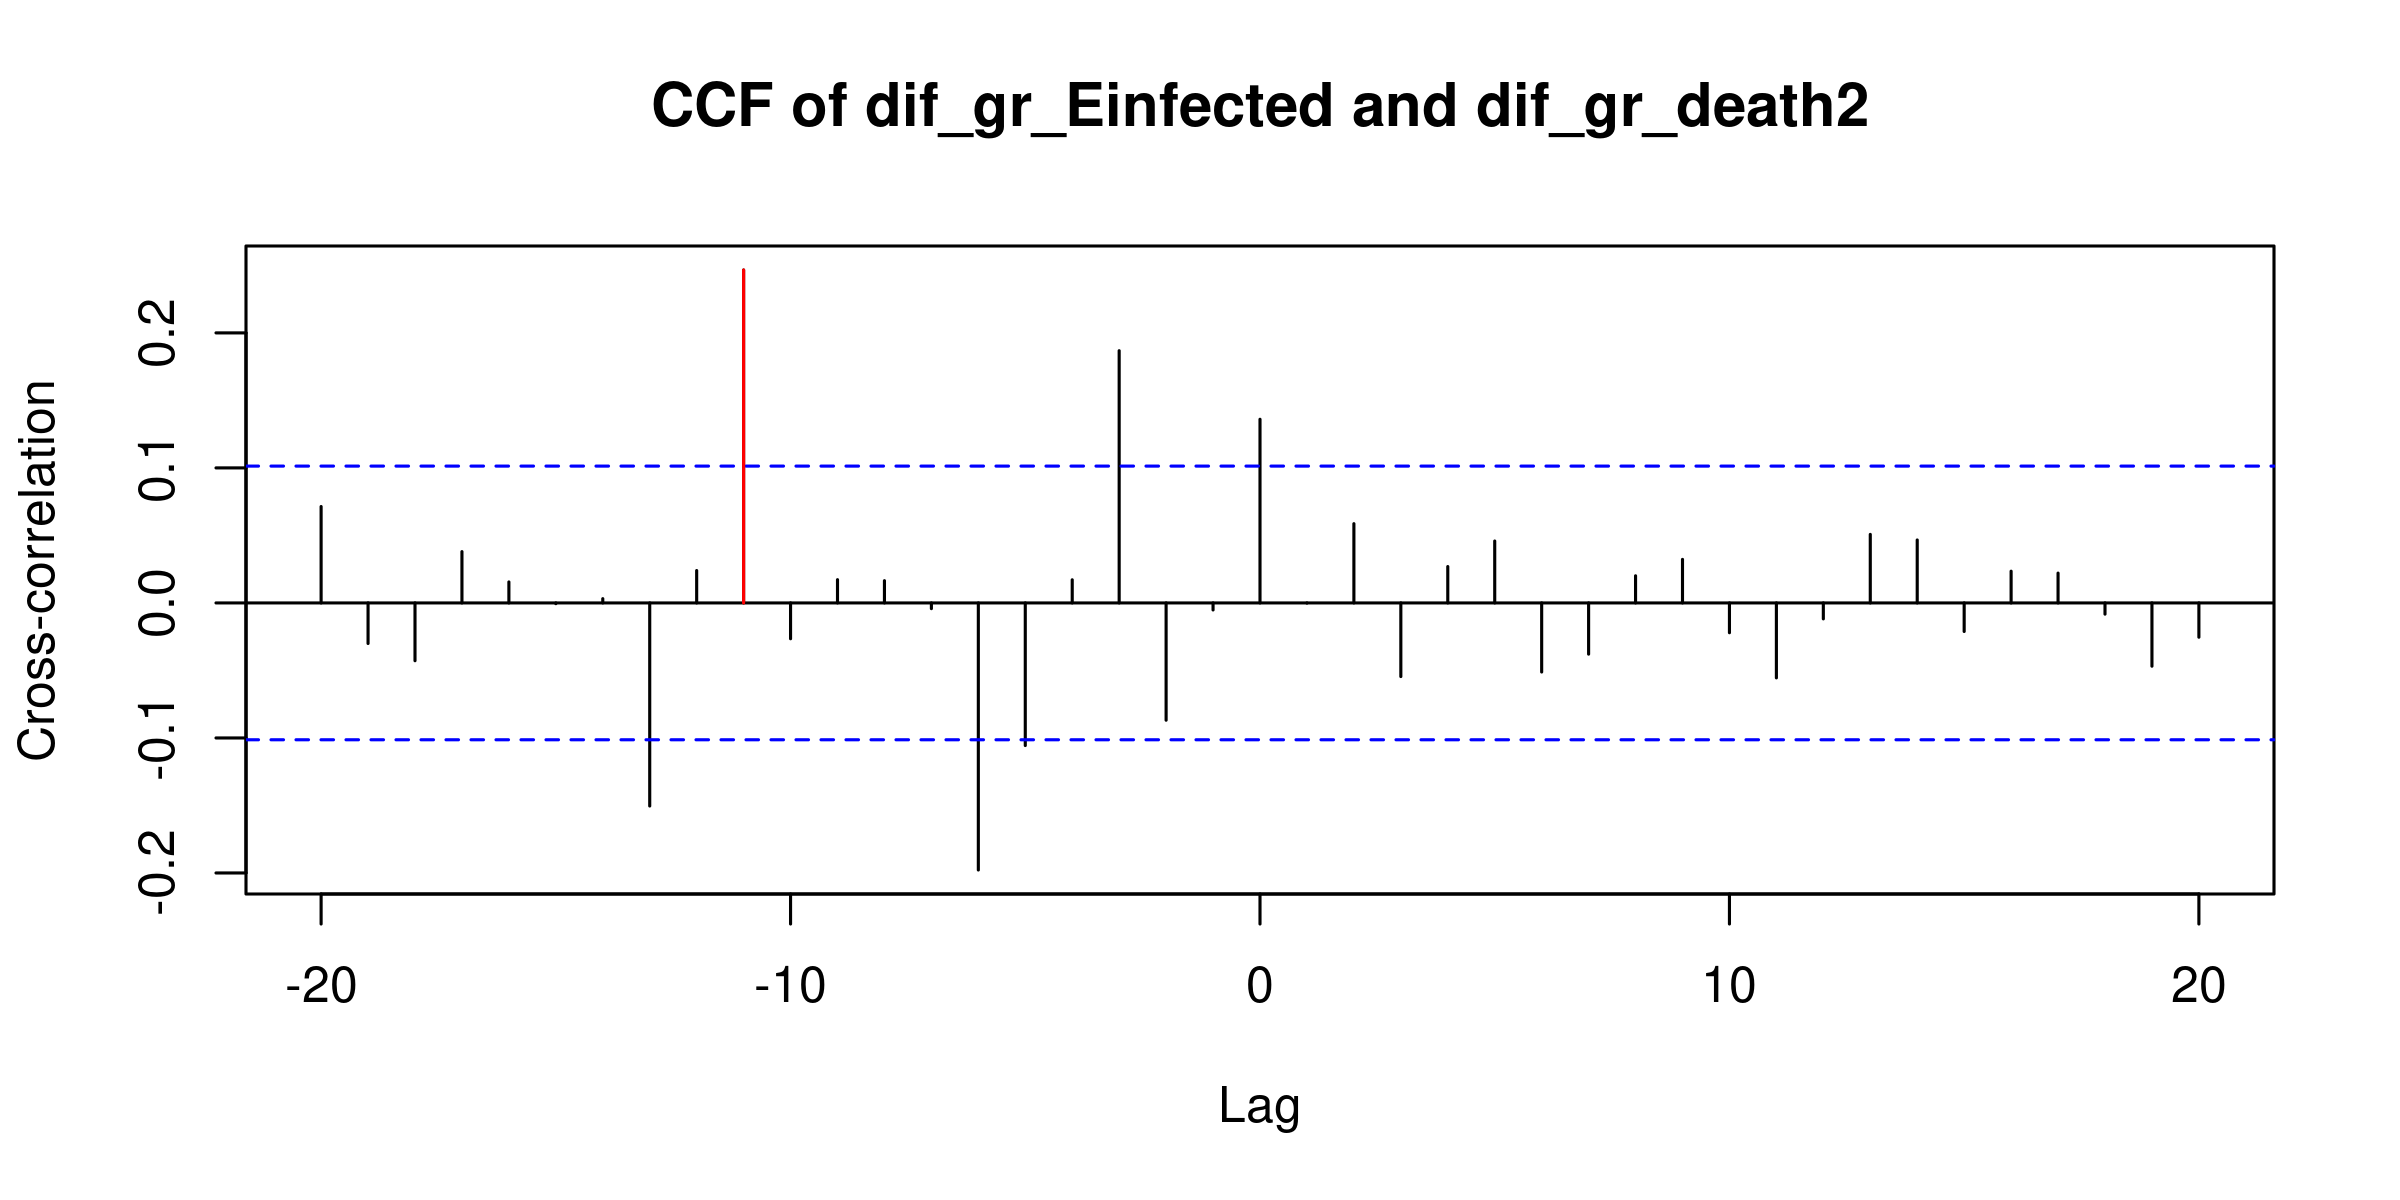 CCF of dif_gr_Einfected and dif_gr_death2
Cross-correlation
0.2
0.1
0.0
-0.1
-0.2
-20 -10 0 10 20
Lag